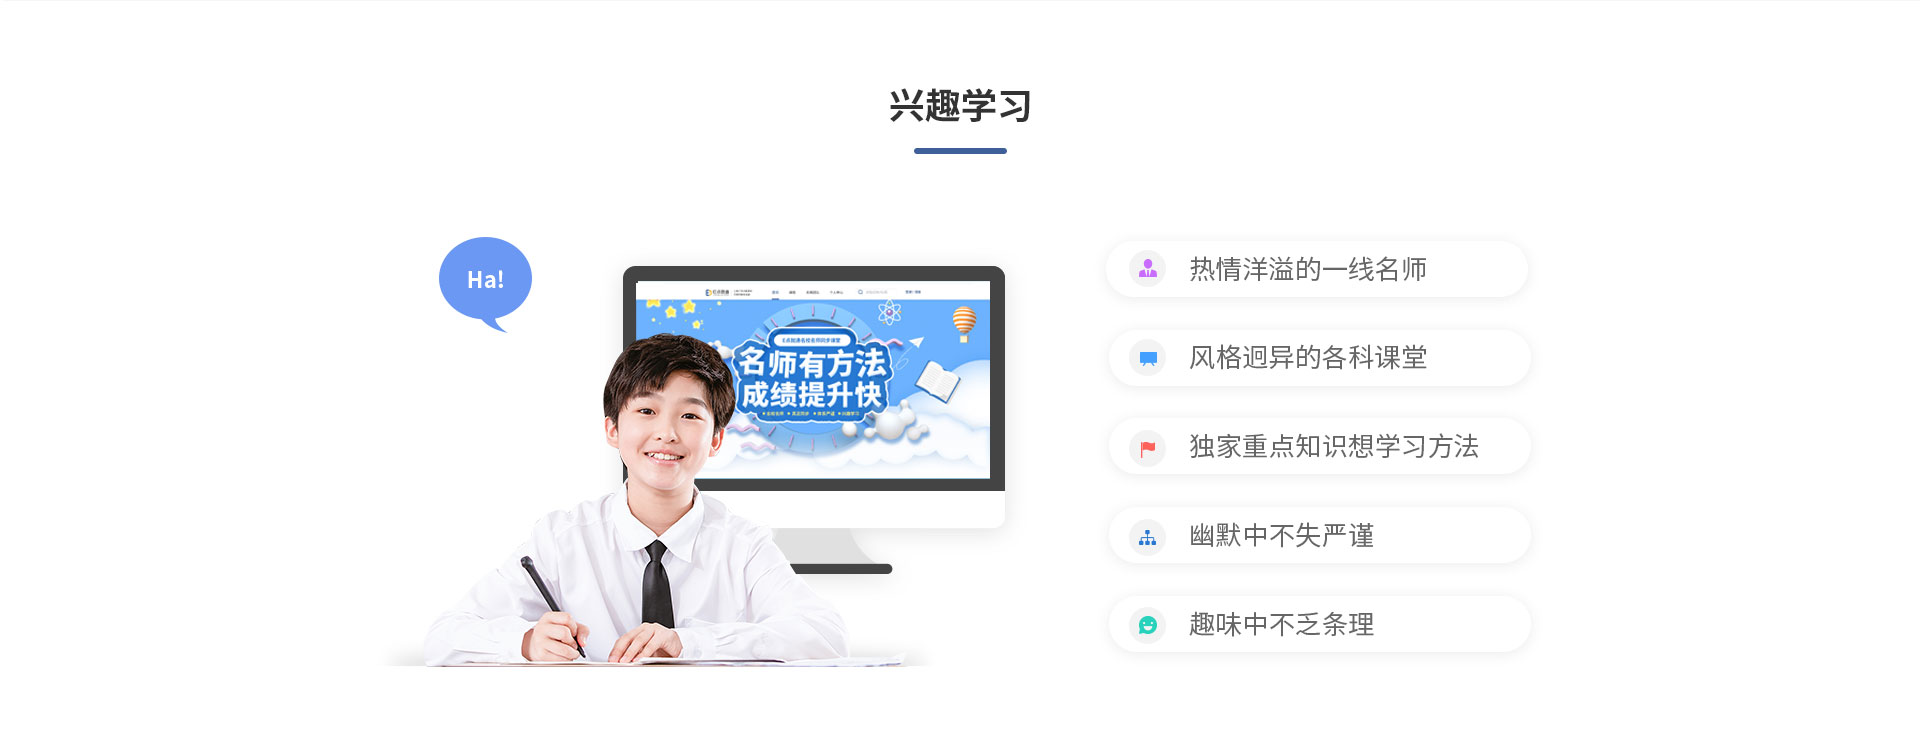 兴趣学习
Ha!
名师有方法
成绩提升快
热情洋溢的一线名师
风格迥异的各科课堂
独家重点知识想学习方法
幽默中不失严谨
趣味中不乏条理